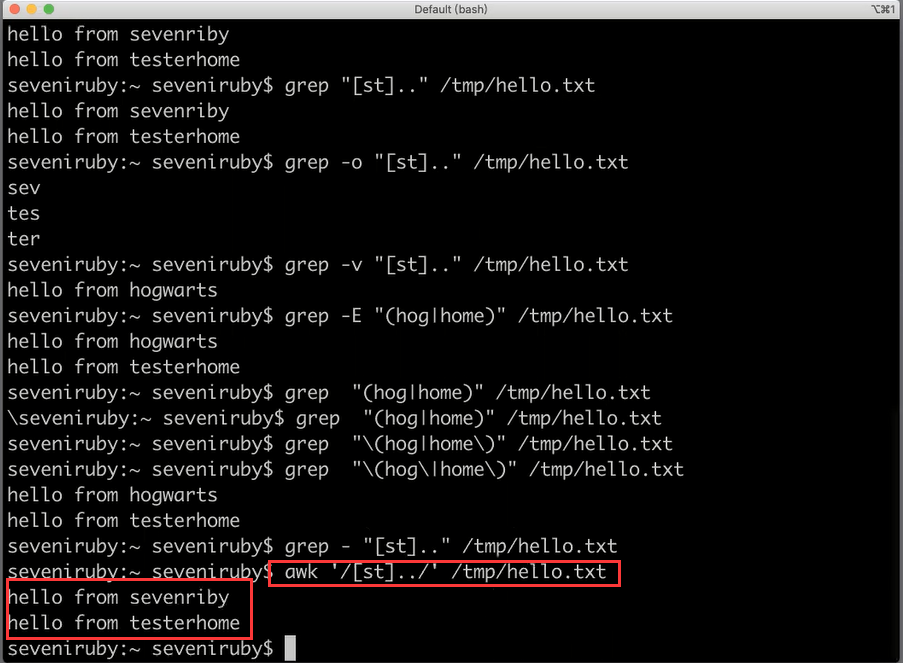 Default (bash)
⌥⌘1
hello from sevenriby
hello from testerhome
seveniruby:~ seveniruby$ grep "[st].." /tmp/hello.txt
hello from sevenriby
hello from testerhome
seveniruby:~ seveniruby$ grep -o "[st].." /tmp/hello.txt
sev
tes
ter
seveniruby:~ seveniruby$ grep -v "[st].." /tmp/hello.txt
hello from hogwarts
seveniruby:~ seveniruby$ grep -E "(hog|home)" /tmp/hello.txt
hello from hogwarts
hello from testerhome
seveniruby:~ seveniruby$ grep  "(hog|home)" /tmp/hello.txt
\seveniruby:~ seveniruby$ grep  "(hog|home)" /tmp/hello.txt
seveniruby:~ seveniruby$ grep  "\(hog|home\)" /tmp/hello.txt
seveniruby:~ seveniruby$ grep  "\(hog\|home\)" /tmp/hello.txt
hello from hogwarts
hello from testerhome
seveniruby:~ seveniruby$ grep - "[st].." /tmp/hello.txt
seveniruby:~ seveniruby$ awk '/[st]../' /tmp/hello.txt
hello from sevenriby
hello from testerhome
seveniruby:~ seveniruby$